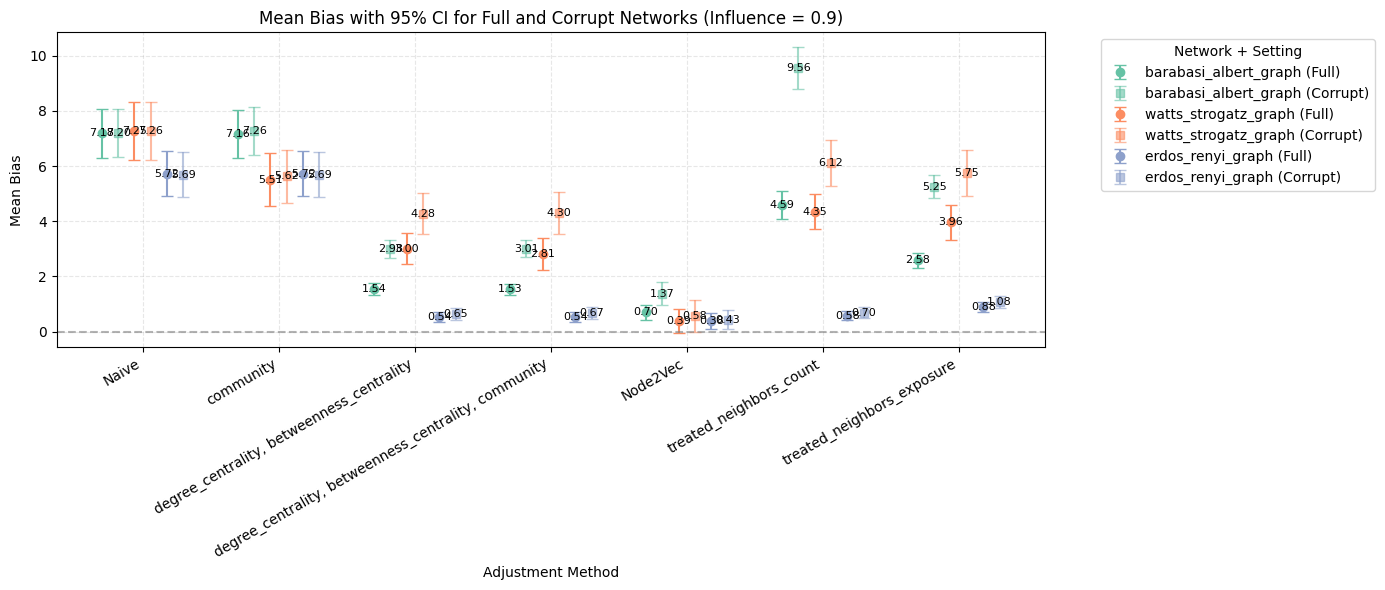 Mean Bias with 95% CI for Full and Corrupt Networks (Influence = 0.9)
Mean Bias
10
8
6
4
2
0
7.18
7.20
7.25
7.26
5.72
5.69
7.16
7.26
5.51
5.62
5.72
5.69
1.54
2.98
3.00
4.28
0.54
0.65
1.53
3.01
2.81
4.30
0.54
0.67
0.70
1.37
0.39
0.58
0.38
0.43
4.59
9.56
4.35
6.12
0.58
0.70
2.58
5.25
3.96
5.75
0.88
1.08
Naive
community
degree_centrality, betweenness_centrality
degree_centrality, betweenness_centrality, community
Node2Vec
treated_neighbors_count
treated_neighbors_exposure
Adjustment Method
Network + Setting
barabasi_albert_graph (Full)
barabasi_albert_graph (Corrupt)
watts_strogatz_graph (Full)
watts_strogatz_graph (Corrupt)
erdos_renyi_graph (Full)
erdos_renyi_graph (Corrupt)